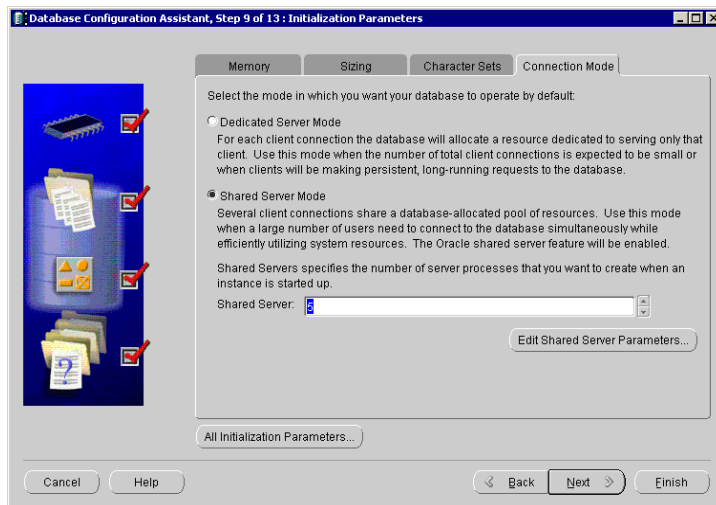 Database Configuration Assistant, Step 9 of 13 : Initialization Parameters
Memory
Sizing
Character Sets
Connection Mode
Select the mode in which you want your database to operate by default:
Dedicated Server Mode
For each client connection the database will allocate a resource dedicated to serving only that
client. Use this mode when the number of total client connections is expected to be small or
when clients will be making persistent, long-running requests to the database.
Shared Server Mode
Several client connections share a database-allocated pool of resources. Use this mode
when a large number of users need to connect to the database simultaneously while
efficiently utilizing system resources. The Oracle shared server feature will be enabled.
Shared Servers specifies the number of server processes that you want to create when an
instance is started up.
Shared Server: 5
Edit Shared Server Parameters...
All Initialization Parameters...
Cancel
Help
Back
Next
Finish
?